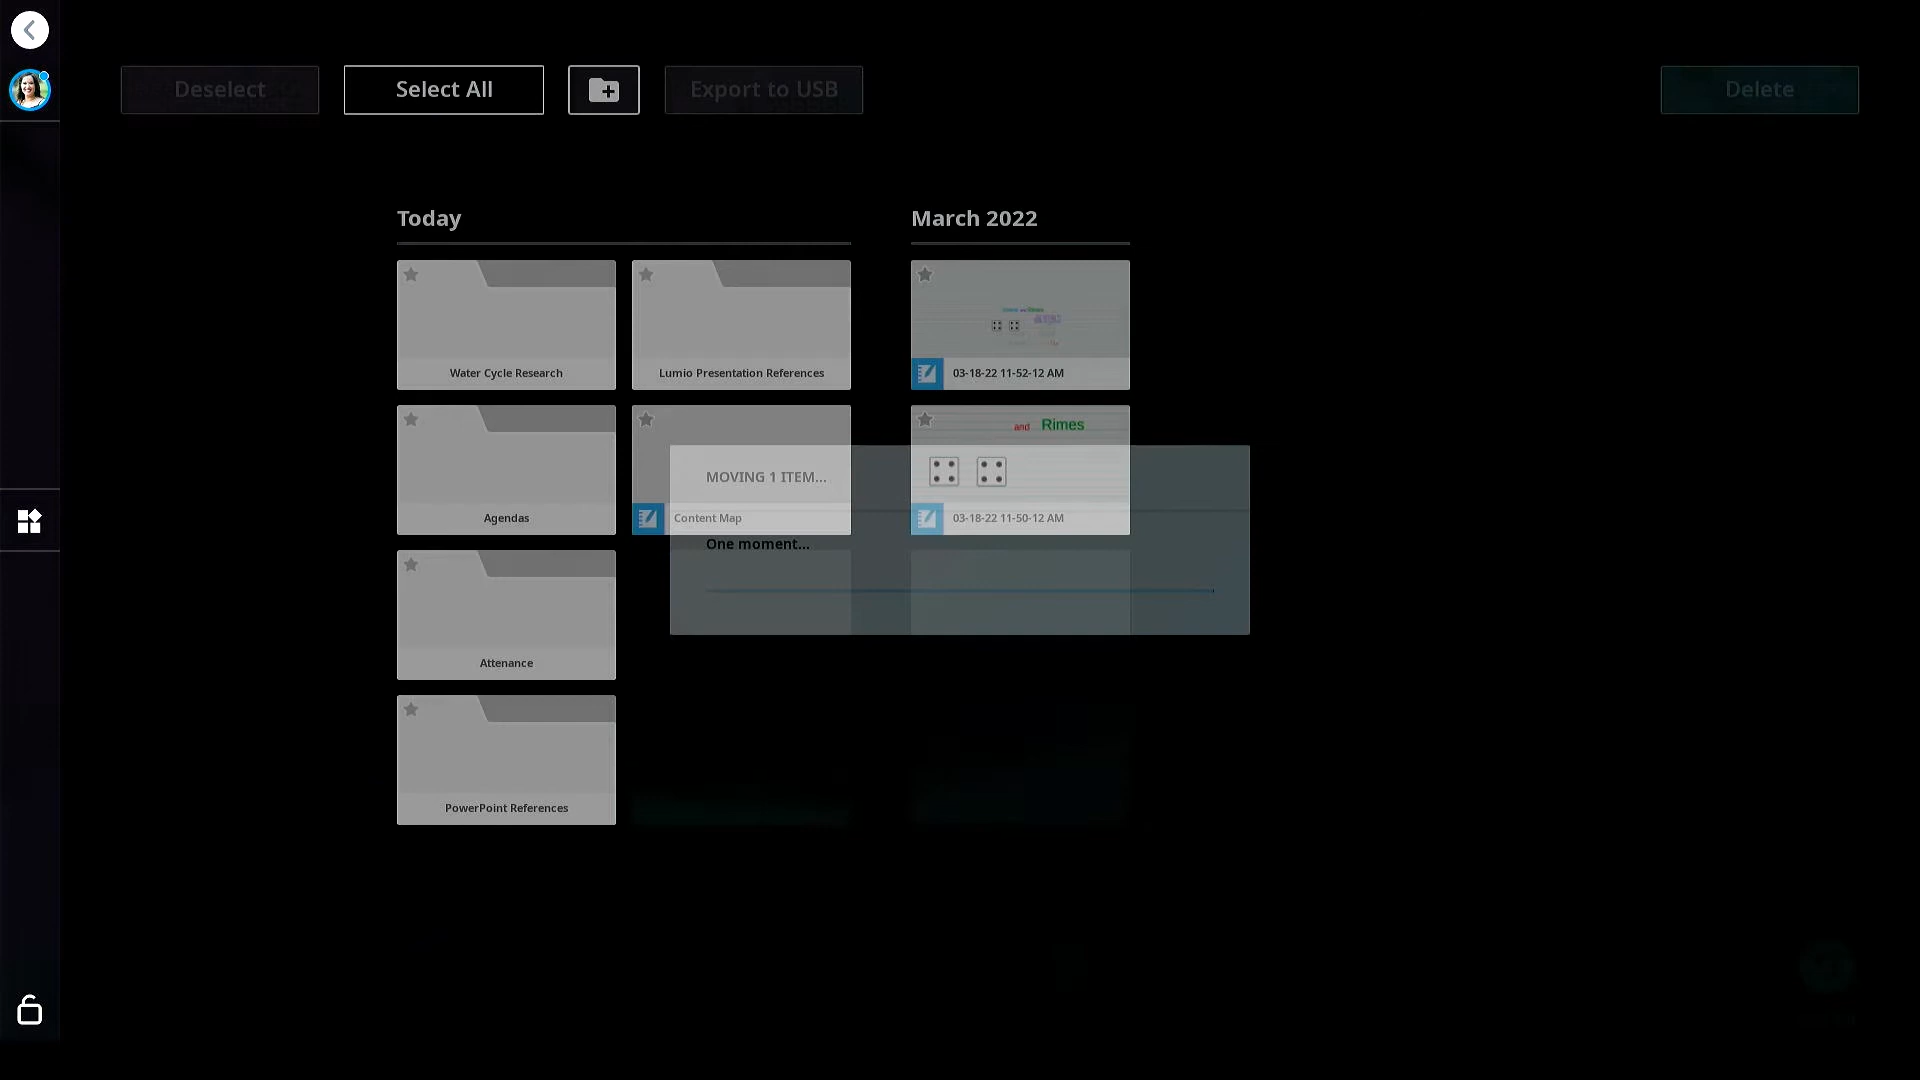 Deselect
Select All
Export to USB
Delete
Today
March 2022
Water Cycle Research
Lumio Presentation References
03-18-22 11-52-12 AM
and Rimes
MOVING 1 ITEM...
Agendas
Content Map
03-18-22 11-50-12 AM
One moment...
Attenance
PowerPoint References